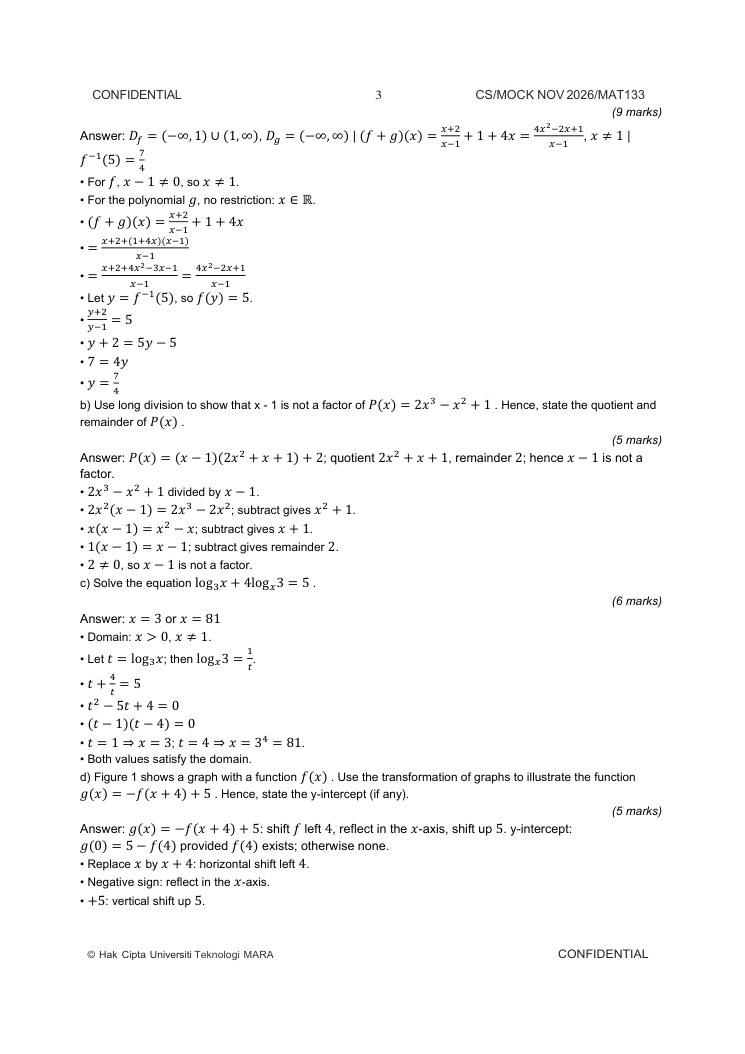 CONFIDENTIAL 3 CS/MOCK NOV 2026/MAT133
(9 marks)
Answer: D_f = (−∞, 1) ∪ (1, ∞), D_g = (−∞, ∞) | (f + g)(x) = (x+2)/(x−1) + 1 + 4x = (4x²−2x+1)/(x−1), x ≠ 1 |
f⁻¹(5) = 7/4
• For f, x − 1 ≠ 0, so x ≠ 1.
• For the polynomial g, no restriction: x ∈ ℝ.
• (f + g)(x) = (x+2)/(x−1) + 1 + 4x
• = (x+2+(1+4x)(x−1))/(x−1)
• = (x+2+4x²−3x−1)/(x−1) = (4x²−2x+1)/(x−1)
• Let y = f⁻¹(5), so f(y) = 5.
• (y+2)/(y−1) = 5
• y + 2 = 5y − 5
• 7 = 4y
• y = 7/4
b) Use long division to show that x - 1 is not a factor of P(x) = 2x³ − x² + 1 . Hence, state the quotient and
remainder of P(x) .
(5 marks)
Answer: P(x) = (x − 1)(2x² + x + 1) + 2; quotient 2x² + x + 1, remainder 2; hence x − 1 is not a
factor.
• 2x³ − x² + 1 divided by x − 1.
• 2x²(x − 1) = 2x³ − 2x²; subtract gives x² + 1.
• x(x − 1) = x² − x; subtract gives x + 1.
• 1(x − 1) = x − 1; subtract gives remainder 2.
• 2 ≠ 0, so x − 1 is not a factor.
c) Solve the equation log₃x + 4logₓ3 = 5 .
(6 marks)
Answer: x = 3 or x = 81
• Domain: x > 0, x ≠ 1.
• Let t = log₃x; then logₓ3 = 1/t.
• t + 4/t = 5
• t² − 5t + 4 = 0
• (t − 1)(t − 4) = 0
• t = 1 ⇒ x = 3; t = 4 ⇒ x = 3⁴ = 81.
• Both values satisfy the domain.
d) Figure 1 shows a graph with a function f(x) . Use the transformation of graphs to illustrate the function
g(x) = −f(x + 4) + 5 . Hence, state the y-intercept (if any).
(5 marks)
Answer: g(x) = −f(x + 4) + 5: shift f left 4, reflect in the x-axis, shift up 5. y-intercept:
g(0) = 5 − f(4) provided f(4) exists; otherwise none.
• Replace x by x + 4: horizontal shift left 4.
• Negative sign: reflect in the x-axis.
• +5: vertical shift up 5.
© Hak Cipta Universiti Teknologi MARA CONFIDENTIAL